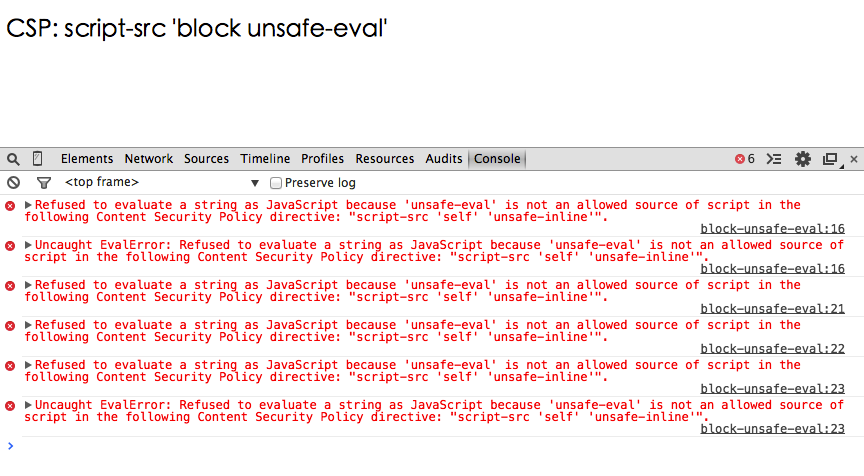 CSP: script-src 'block unsafe-eval'
Elements Network Sources Timeline Profiles Resources Audits Console 6
<top frame> Preserve log
Refused to evaluate a string as JavaScript because 'unsafe-eval' is not an allowed source of script in the
following Content Security Policy directive: "script-src 'self' 'unsafe-inline'".
block-unsafe-eval:16
Uncaught EvalError: Refused to evaluate a string as JavaScript because 'unsafe-eval' is not an allowed source of
script in the following Content Security Policy directive: "script-src 'self' 'unsafe-inline'".
block-unsafe-eval:16
Refused to evaluate a string as JavaScript because 'unsafe-eval' is not an allowed source of script in the
following Content Security Policy directive: "script-src 'self' 'unsafe-inline'".
block-unsafe-eval:21
Refused to evaluate a string as JavaScript because 'unsafe-eval' is not an allowed source of script in the
following Content Security Policy directive: "script-src 'self' 'unsafe-inline'".
block-unsafe-eval:22
Refused to evaluate a string as JavaScript because 'unsafe-eval' is not an allowed source of script in the
following Content Security Policy directive: "script-src 'self' 'unsafe-inline'".
block-unsafe-eval:23
Uncaught EvalError: Refused to evaluate a string as JavaScript because 'unsafe-eval' is not an allowed source of
script in the following Content Security Policy directive: "script-src 'self' 'unsafe-inline'".
block-unsafe-eval:23